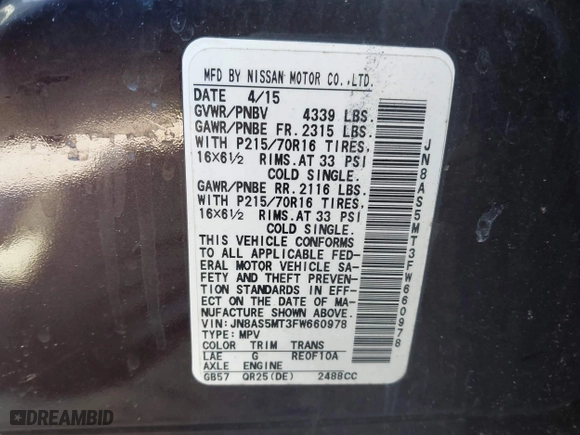 MFD BY NISSAN MOTOR CO.,LTD.
DATE 4/15
GVWR/PNBV 4339 LBS.
GAWR/PNBE FR. 2315 LBS.
WITH P215/70R16 TIRES,
16×6½ RIMS.AT 33 PSI
COLD SINGLE.
GAWR/PNBE RR. 2116 LBS.
WITH P215/70R16 TIRES,
16×6½ RIMS.AT 33 PSI
COLD SINGLE.
THIS VEHICLE CONFORMS
TO ALL APPLICABLE FED-
ERAL MOTOR VEHICLE SA-
FETY AND THEFT PREVEN-
TION STANDARDS IN EFF-
ECT ON THE DATE OF MA-
NUFACTURE SHOWN ABOVE.
VIN: JN8AS5MT3FW660978
TYPE: MPV
COLOR TRIM TRANS
LAE G RE0F10A
AXLE ENGINE
GB57 QR25(DE) 2488CC
JN8AS5MT3FW660978
DREAMBID